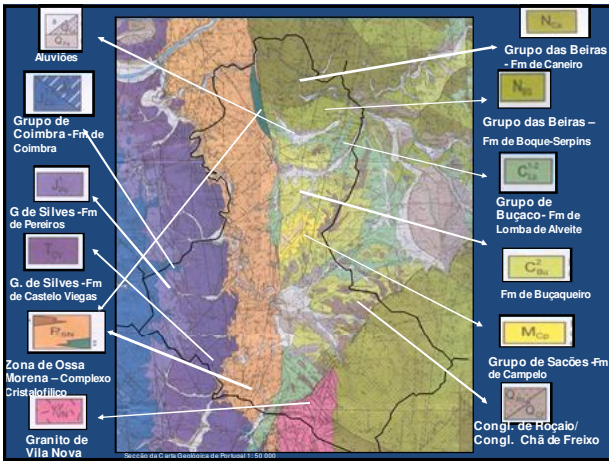 Aluviões
Grupo de
Coimbra -Fm de
Coimbra
G de Silves -Fm
de Pereiros
G. de Silves -Fm
de Castelo Viegas
Zona de Ossa
Morena – Complexo
Cristalofílico
Granito de
Vila Nova
Secção da Carta Geológica de Portugal 1: 50 000
Grupo das Beiras
- Fm de Caneiro
Grupo das Beiras –
Fm de Boque-Serpins
Grupo de
Buçaco- Fm de
Lomba de Alveite
Fm de Buçaqueiro
M Cp
Grupo de Sacões -Fm
de Campelo
Congl. de Roçaio/
Congl. Chã de Freixo